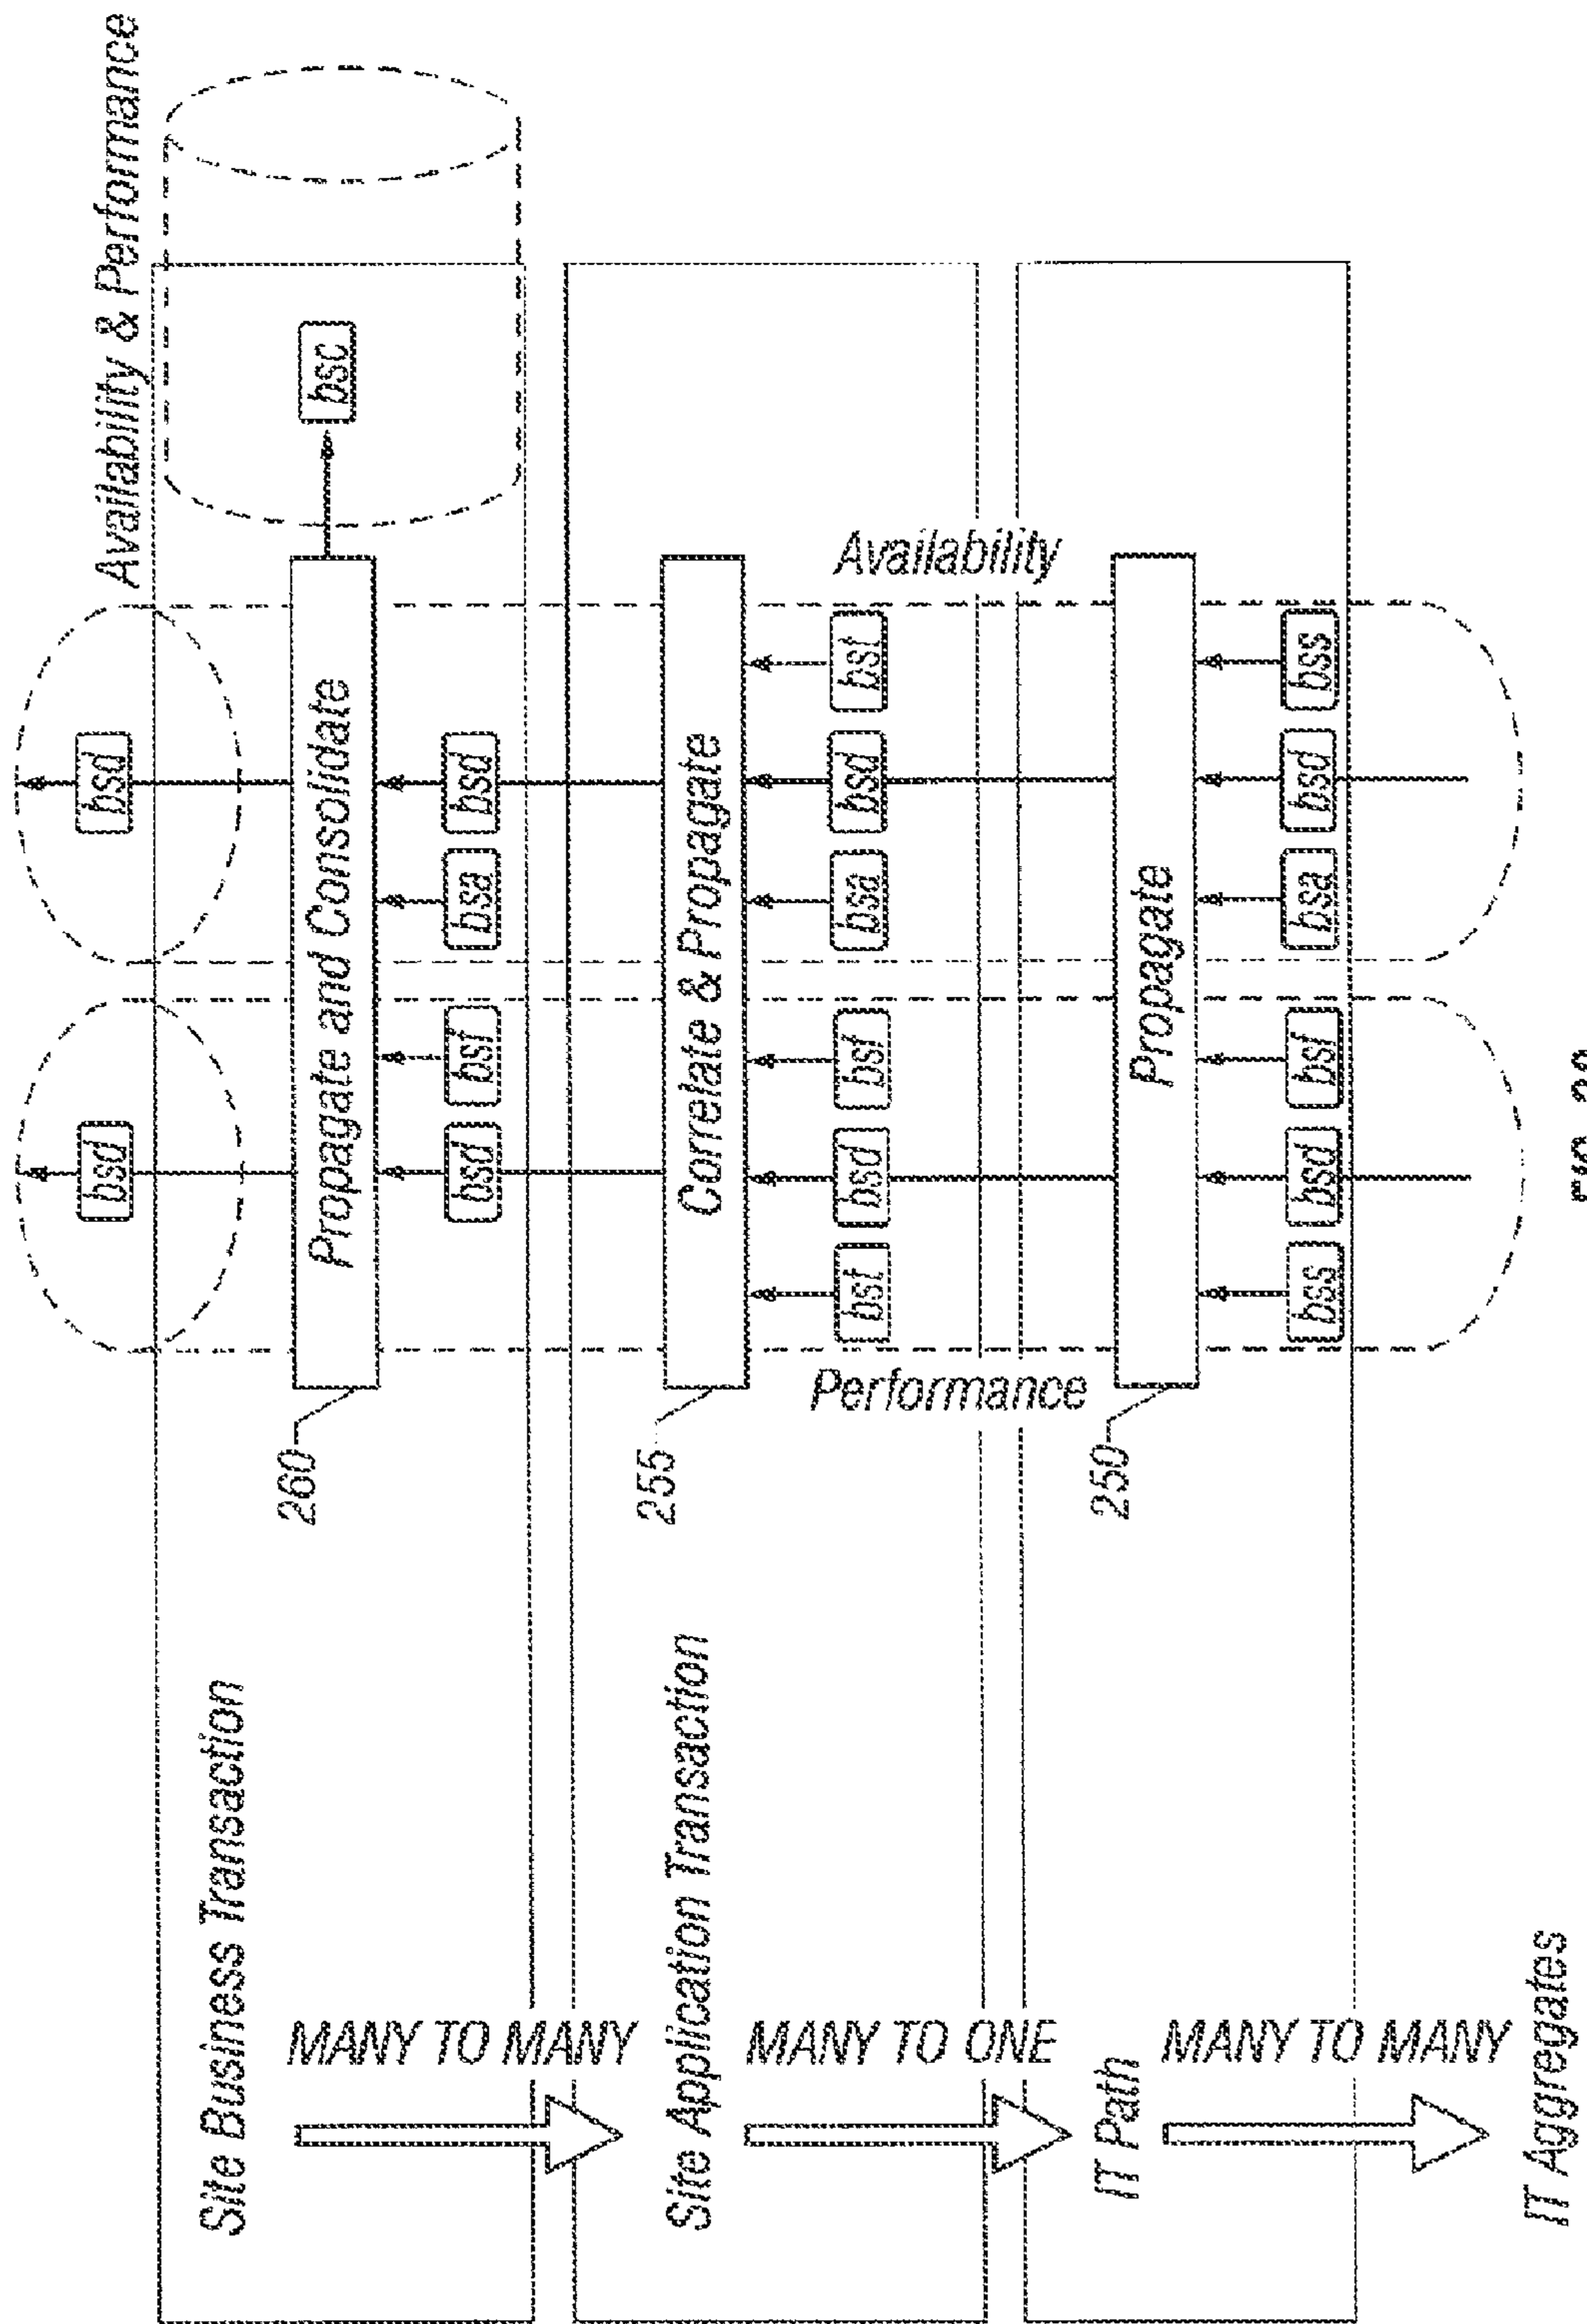 bsd
bsd
Availability & Performance
Site Business Transaction
260
Propagate and Consolidate
bsc
MANY TO MANY
bsd
bsf
bsa
bsd
Site Application Transaction
255
Correlate & Propagate
MANY TO ONE
Performance
Availability
bst
bsd
bsf
bsa
bsd
bst
IT Path
250
Propagate
MANY TO MANY
bss
bsd
bsf
bsa
bsd
bss
IT Aggregates